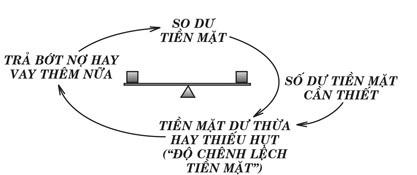 SO DƯ
TIỀN MẶT
TRẢ BỚT NỢ HAY
VAY THÊM NỮA
SỐ DƯ TIỀN MẶT
CẦN THIẾT
TIỀN MẶT DƯ THỪA
HAY THIẾU HỤT
(“ĐỘ CHÊNH LỆCH
TIỀN MẶT”)